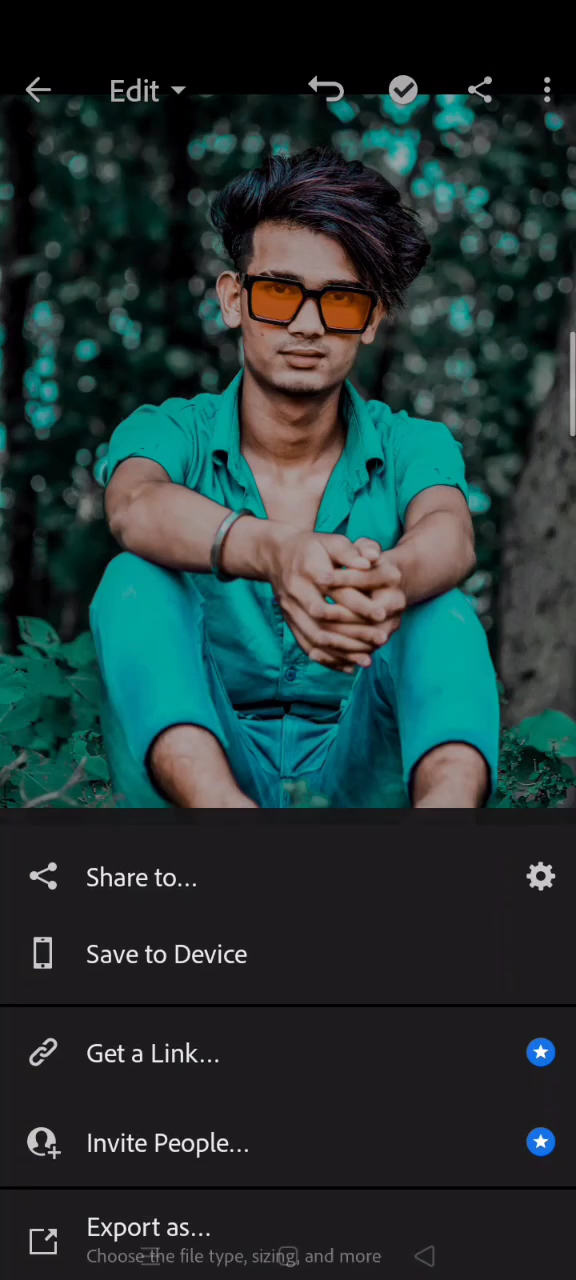 Edit
Share to...
Save to Device
Get a Link...
Invite People...
Export as...
Choose the file type, sizing, and more